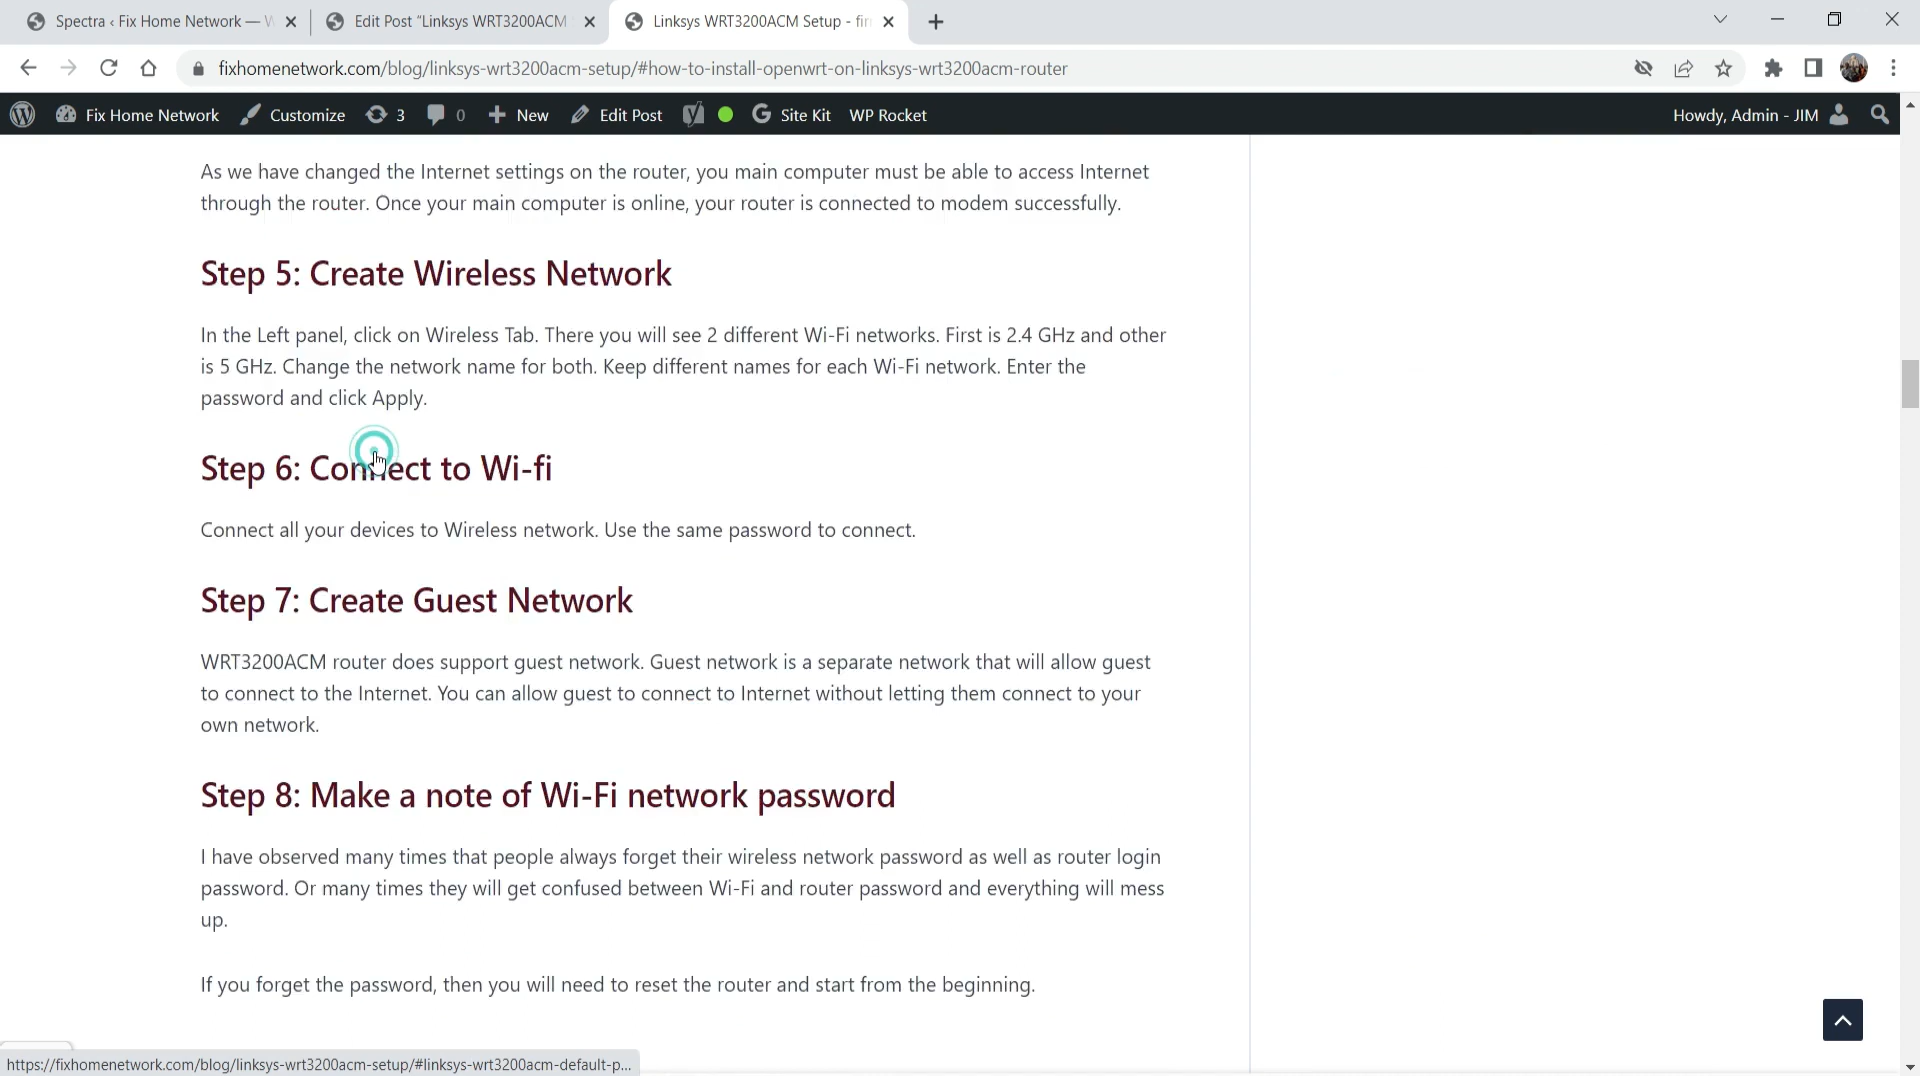 Spectra ‹ Fix Home Network — W
Edit Post "Linksys WRT3200ACM
Linksys WRT3200ACM Setup - fi
fixhomenetwork.com/blog/linksys-wrt3200acm-setup/#how-to-install-openwrt-on-linksys-wrt3200acm-router
Fix Home Network Customize 3 0 New Edit Post Site Kit WP Rocket Howdy, Admin - JIM
As we have changed the Internet settings on the router, you main computer must be able to access Internet
through the router. Once your main computer is online, your router is connected to modem successfully.
Step 5: Create Wireless Network
In the Left panel, click on Wireless Tab. There you will see 2 different Wi-Fi networks. First is 2.4 GHz and other
is 5 GHz. Change the network name for both. Keep different names for each Wi-Fi network. Enter the
password and click Apply.
Step 6: Connect to Wi-fi
Connect all your devices to Wireless network. Use the same password to connect.
Step 7: Create Guest Network
WRT3200ACM router does support guest network. Guest network is a separate network that will allow guest
to connect to the Internet. You can allow guest to connect to Internet without letting them connect to your
own network.
Step 8: Make a note of Wi-Fi network password
I have observed many times that people always forget their wireless network password as well as router login
password. Or many times they will get confused between Wi-Fi and router password and everything will mess
up.
If you forget the password, then you will need to reset the router and start from the beginning.
https://fixhomenetwork.com/blog/linksys-wrt3200acm-setup/#linksys-wrt3200acm-default-p...